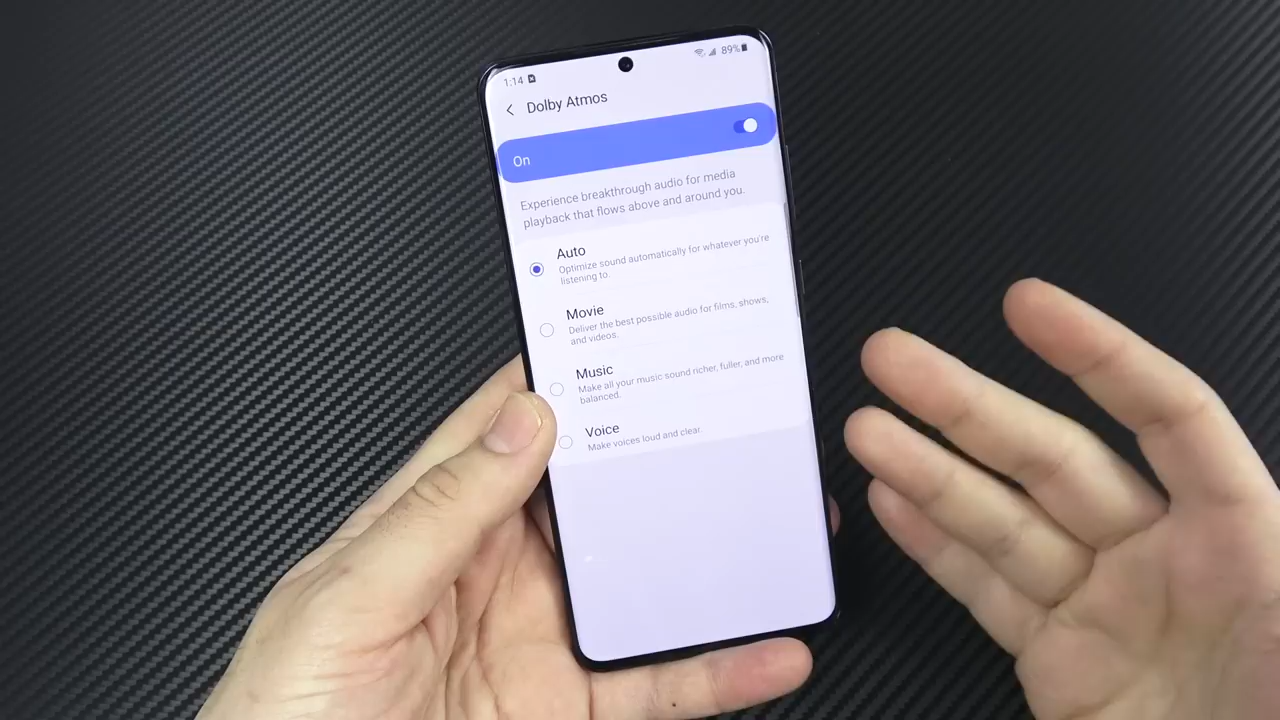 1:14
89%
Dolby Atmos
On
Experience breakthrough audio for media
playback that flows above and around you.
Auto
Optimize sound automatically for whatever you're
listening to.
Movie
Deliver the best possible audio for films, shows,
and videos.
Music
Make all your music sound richer, fuller, and more
balanced.
Voice
Make voices loud and clear.